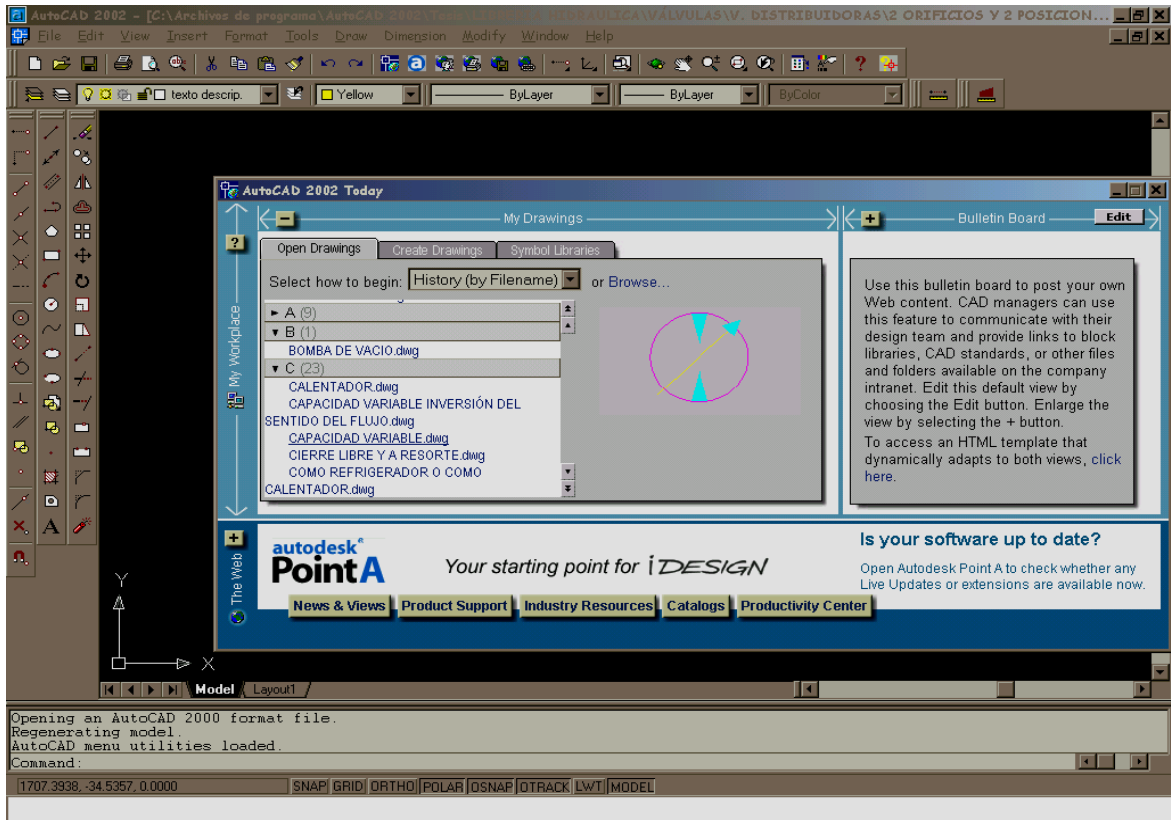 AutoCAD 2002 - [C:\Archivos de programa\AutoCAD 2002\ HIDRAULICA\VÁLVULAS\V. DISTRIBUIDORAS\2 ORIFICIOS Y 2 POSICION...
File Edit View Insert Format Tools Draw Dimension Modify Window Help
texto descrip. Yellow ByLayer ByLayer ByColor
AutoCAD 2002 Today
My Drawings
Bulletin Board Edit
Open Drawings Create Drawings Symbol Libraries
Select how to begin: History (by Filename) or Browse...
A (9)
B (1)
BOMBA DE VACIO.dwg
C (23)
CALENTADOR.dwg
CAPACIDAD VARIABLE INVERSIÓN DEL
SENTIDO DEL FLUJO.dwg
CAPACIDAD VARIABLE.dwg
CIERRE LIBRE Y A RESORTE.dwg
COMO REFRIGERADOR O COMO
CALENTADOR.dwg
My Workplace
Use this bulletin board to post your own
Web content. CAD managers can use
this feature to communicate with their
design team and provide links to block
libraries, CAD standards, or other files
and folders available on the company
intranet. Edit this default view by
choosing the Edit button. Enlarge the
view by selecting the + button.
To access an HTML template that
dynamically adapts to both views, click
here.
The Web
autodesk®
Point A
Your starting point for iDESIGN
Is your software up to date?
Open Autodesk Point A to check whether any
Live Updates or extensions are available now.
News & Views Product Support Industry Resources Catalogs Productivity Center
Y
X
Model Layout1
Opening an AutoCAD 2000 format file.
Regenerating model.
AutoCAD menu utilities loaded.
Command:
1707.3938, -34.5357, 0.0000 SNAP GRID ORTHO POLAR OSNAP OTRACK LWT MODEL